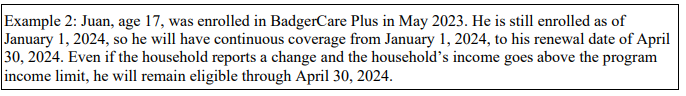 Example 2: Juan, age 17, was enrolled in BadgerCare Plus in May 2023. He is still enrolled as of
January 1, 2024, so he will have continuous coverage from January 1, 2024, to his renewal date of April
30, 2024. Even if the household reports a change and the household’s income goes above the program
income limit, he will remain eligible through April 30, 2024.